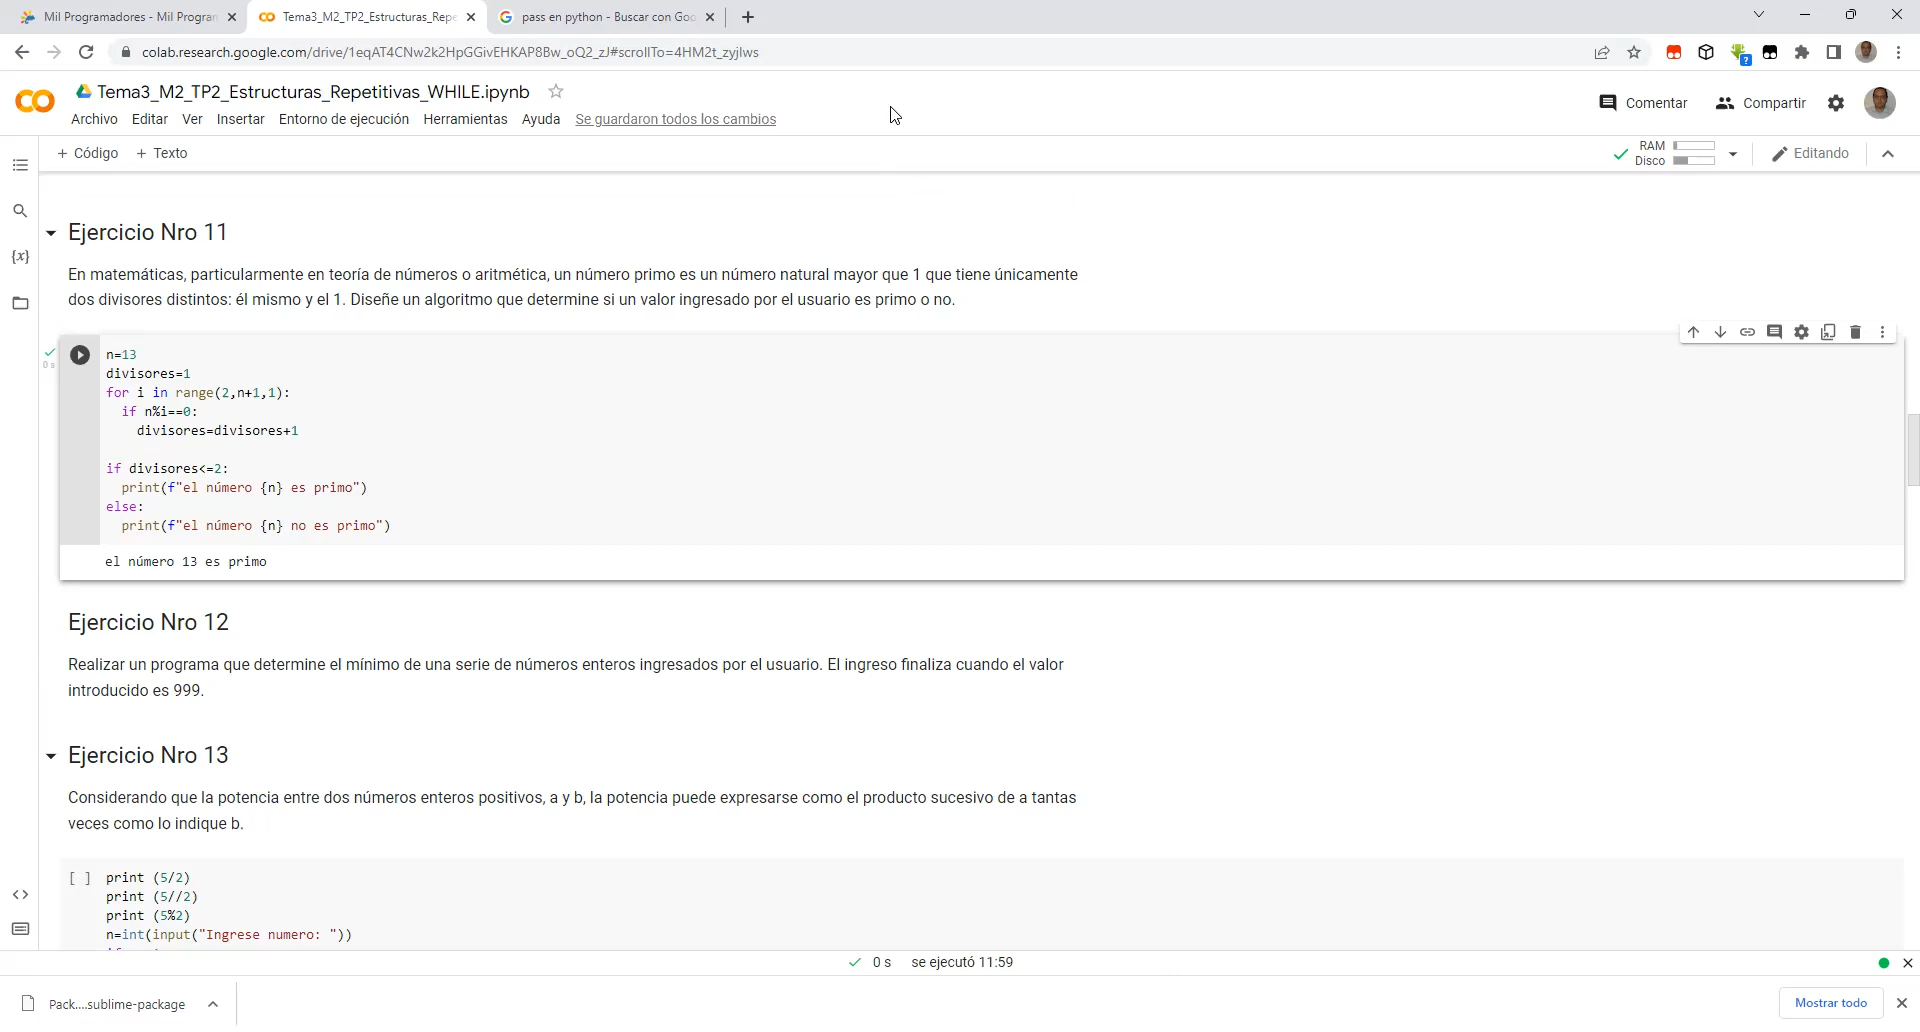 Mil Programadores - Mil Program
Tema3_M2_TP2_Estructuras_Repe
pass en python - Buscar con Goo
colab.research.google.com/drive/1eqAT4CNw2k2HpGGivEHKAP8Bw_oQ2_zJ#scrollTo=4HM2t_zyjIws
Tema3_M2_TP2_Estructuras_Repetitivas_WHILE.ipynb
Archivo Editar Ver Insertar Entorno de ejecución Herramientas Ayuda Se guardaron todos los cambios
Comentar Compartir
+ Código + Texto
RAM
Disco
Editando
Ejercicio Nro 11
En matemáticas, particularmente en teoría de números o aritmética, un número primo es un número natural mayor que 1 que tiene únicamente
dos divisores distintos: él mismo y el 1. Diseñe un algoritmo que determine si un valor ingresado por el usuario es primo o no.
0 s
n=13
divisores=1
for i in range(2,n+1,1):
if n%i==0:
divisores=divisores+1
if divisores<=2:
print(f"el número {n} es primo")
else:
print(f"el número {n} no es primo")
el número 13 es primo
Ejercicio Nro 12
Realizar un programa que determine el mínimo de una serie de números enteros ingresados por el usuario. El ingreso finaliza cuando el valor
introducido es 999.
Ejercicio Nro 13
Considerando que la potencia entre dos números enteros positivos, a y b, la potencia puede expresarse como el producto sucesivo de a tantas
veces como lo indique b.
[ ] print (5/2)
print (5//2)
print (5%2)
n=int(input("Ingrese numero: "))
0 s se ejecutó 11:59
Pack....sublime-package
Mostrar todo